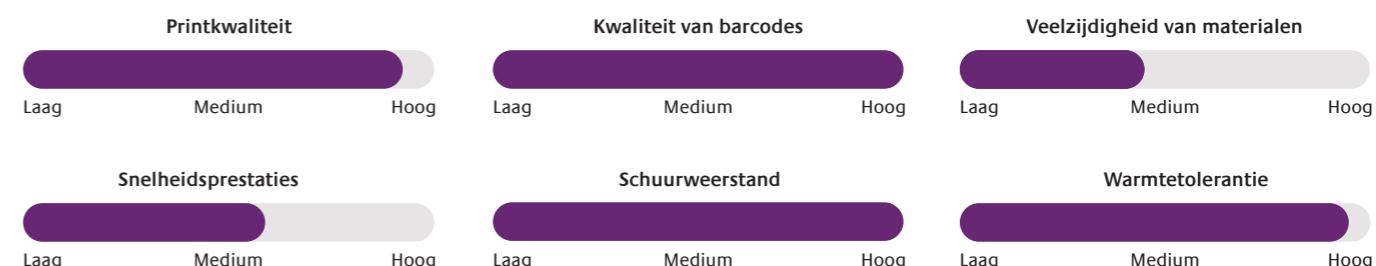 Printkwaliteit
Kwaliteit van barcodes
Veelzijdigheid van materialen
Laag Medium Hoog
Laag Medium Hoog
Laag Medium Hoog
Snelheidsprestaties
Schuurweerstand
Warmtetolerantie
Laag Medium Hoog
Laag Medium Hoog
Laag Medium Hoog